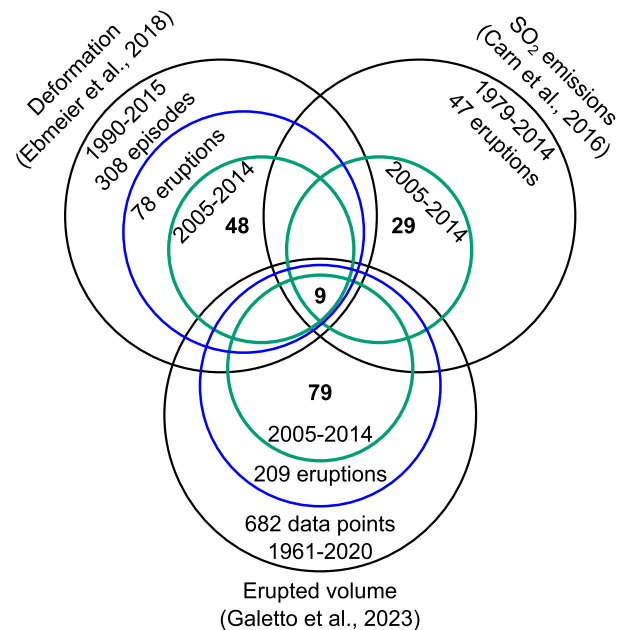 Deformation
(Ebmeier et al., 2018)
1990-2015
308 episodes
78 eruptions
2005-2014
48
SO₂ emissions
(Carn et al., 2016)
1979-2014
47 eruptions
2005-2014
29
9
79
2005-2014
209 eruptions
682 data points
1961-2020
Erupted volume
(Galetto et al., 2023)